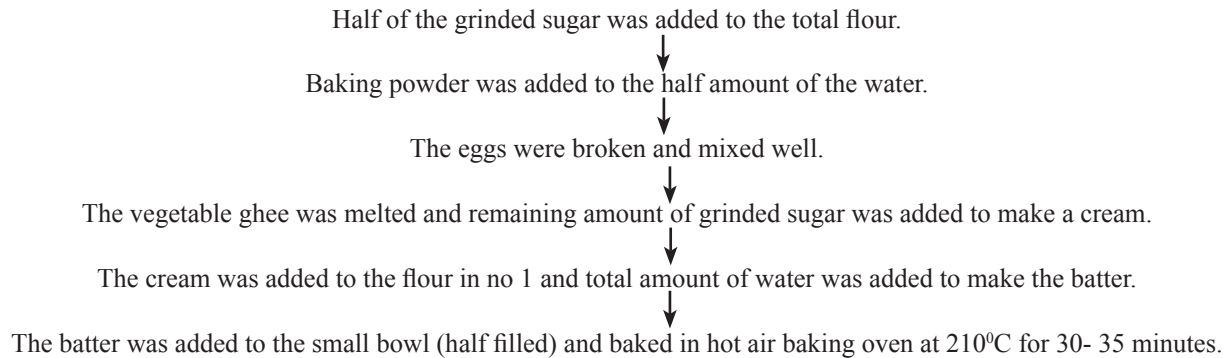 Half of the grinded sugar was added to the total flour.
Baking powder was added to the half amount of the water.
The eggs were broken and mixed well.
The vegetable ghee was melted and remaining amount of grinded sugar was added to make a cream.
The cream was added to the flour in no 1 and total amount of water was added to make the batter.
The batter was added to the small bowl (half filled) and baked in hot air baking oven at 210⁰C for 30- 35 minutes